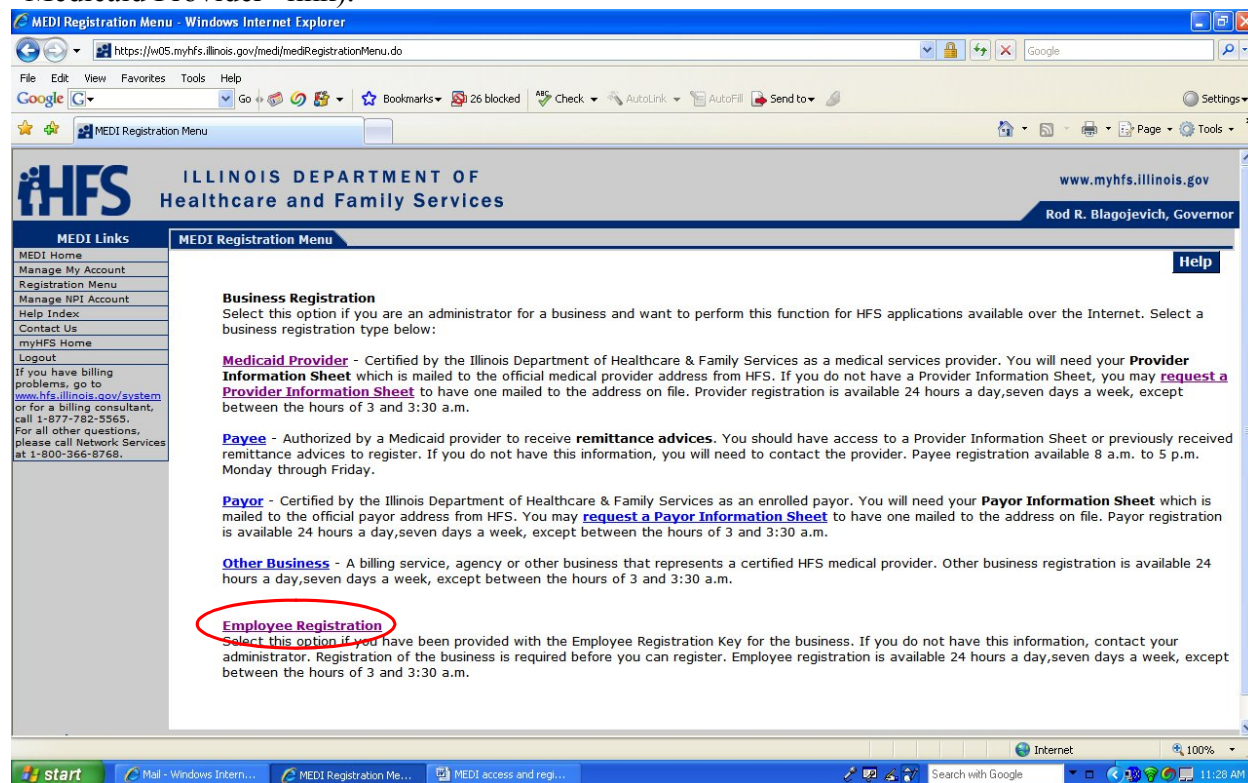 "Medicaid Provider" link).
MEDI Registration Menu - Windows Internet Explorer
https://w05.myhfs.illinois.gov/medi/mediRegistrationMenu.do
Google
File Edit View Favorites Tools Help
Google G Go Bookmarks 26 blocked Check AutoLink AutoFill Send to Settings
MEDI Registration Menu Page Tools
iHFS
ILLINOIS DEPARTMENT OF
Healthcare and Family Services
www.myhfs.illinois.gov
Rod R. Blagojevich, Governor
MEDI Links
MEDI Home
Manage My Account
Registration Menu
Manage NPI Account
Help Index
Contact Us
myHFS Home
Logout
If you have billing
problems, go to
www.hfs.illinois.gov/system
or for a billing consultant,
call 1-877-782-5565.
For all other questions,
please call Network Services
at 1-800-366-8768.
MEDI Registration Menu
Help
Business Registration
Select this option if you are an administrator for a business and want to perform this function for HFS applications available over the Internet. Select a
business registration type below:
Medicaid Provider - Certified by the Illinois Department of Healthcare & Family Services as a medical services provider. You will need your Provider
Information Sheet which is mailed to the official medical provider address from HFS. If you do not have a Provider Information Sheet, you may request a
Provider Information Sheet to have one mailed to the address on file. Provider registration is available 24 hours a day,seven days a week, except
between the hours of 3 and 3:30 a.m.
Payee - Authorized by a Medicaid provider to receive remittance advices. You should have access to a Provider Information Sheet or previously received
remittance advices to register. If you do not have this information, you will need to contact the provider. Payee registration available 8 a.m. to 5 p.m.
Monday through Friday.
Payor - Certified by the Illinois Department of Healthcare & Family Services as an enrolled payor. You will need your Payor Information Sheet which is
mailed to the official payor address from HFS. You may request a Payor Information Sheet to have one mailed to the address on file. Payor registration
is available 24 hours a day,seven days a week, except between the hours of 3 and 3:30 a.m.
Other Business - A billing service, agency or other business that represents a certified HFS medical provider. Other business registration is available 24
hours a day,seven days a week, except between the hours of 3 and 3:30 a.m.
Employee Registration
Select this option if you have been provided with the Employee Registration Key for the business. If you do not have this information, contact your
administrator. Registration of the business is required before you can register. Employee registration is available 24 hours a day,seven days a week, except
between the hours of 3 and 3:30 a.m.
Internet 100%
start Mail - Windows Intern... MEDI Registration Me... MEDI access and regi... Search with Google 11:28 AM